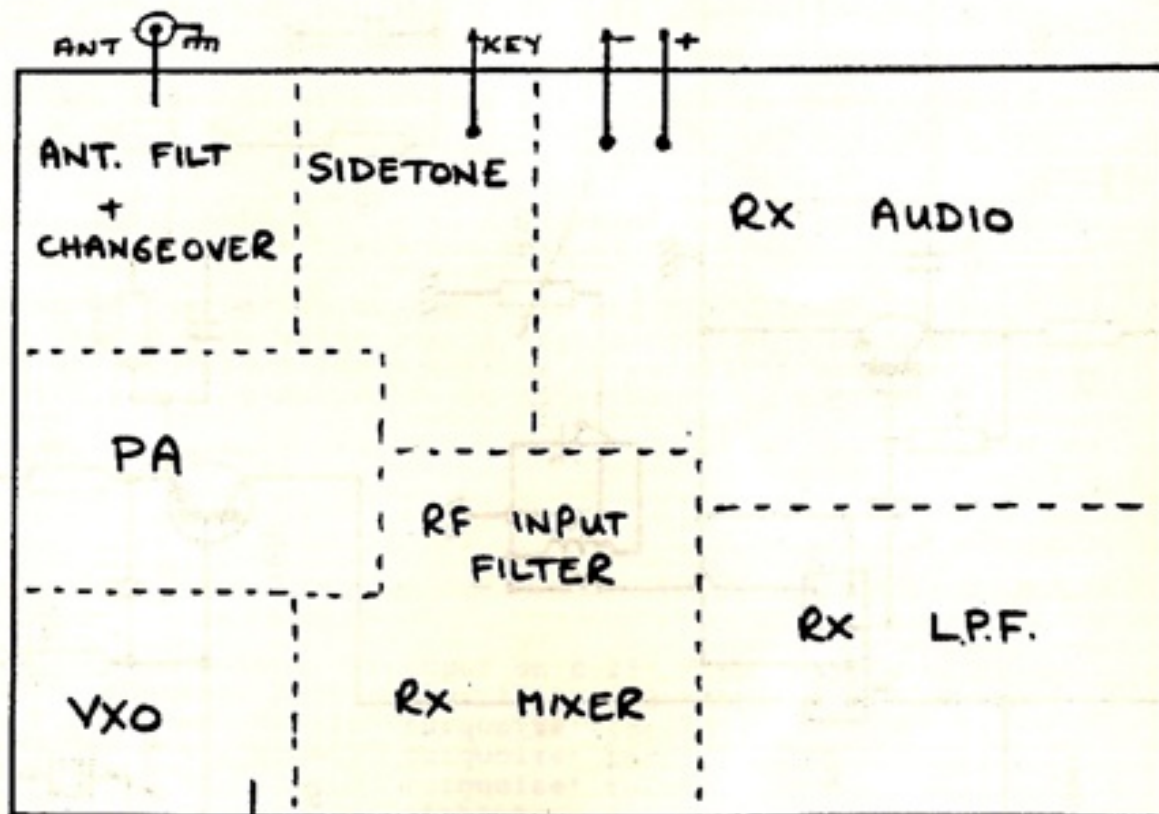 ANT
KEY
- +
ANT. FILT
+
CHANGEOVER
SIDETONE
RX AUDIO
PA
RF INPUT
FILTER
RX L.P.F.
VXO
RX MIXER